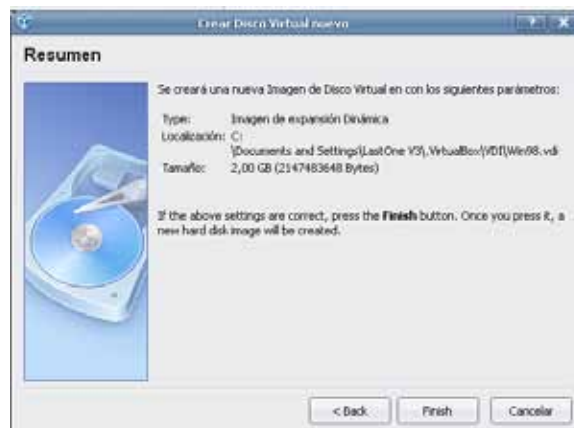 Crear Disco Virtual nuevo
Resumen
Se creará una nueva Imagen de Disco Virtual en con los siguientes parámetros:
Type: Imagen de expansión Dinámica
Localización: C:
\Documents and Settings\LastOne V3\.VirtualBox\VDI\Win98.vdi
Tamaño: 2,00 GB (2147483648 Bytes)
If the above settings are correct, press the Finish button. Once you press it, a
new hard disk image will be created.
< Back
Finish
Cancelar